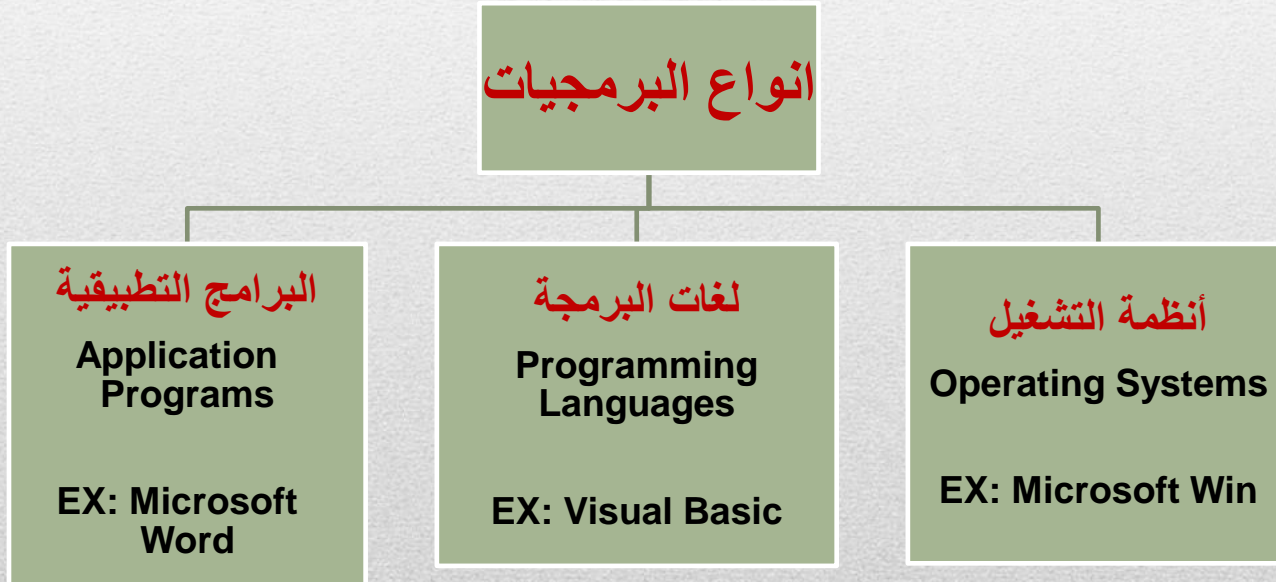 انواع البرمجيات
أنظمة التشغيل
Operating Systems
EX: Microsoft Win
لغات البرمجة
Programming
Languages
EX: Visual Basic
البرامج التطبيقية
Application
Programs
EX: Microsoft
Word